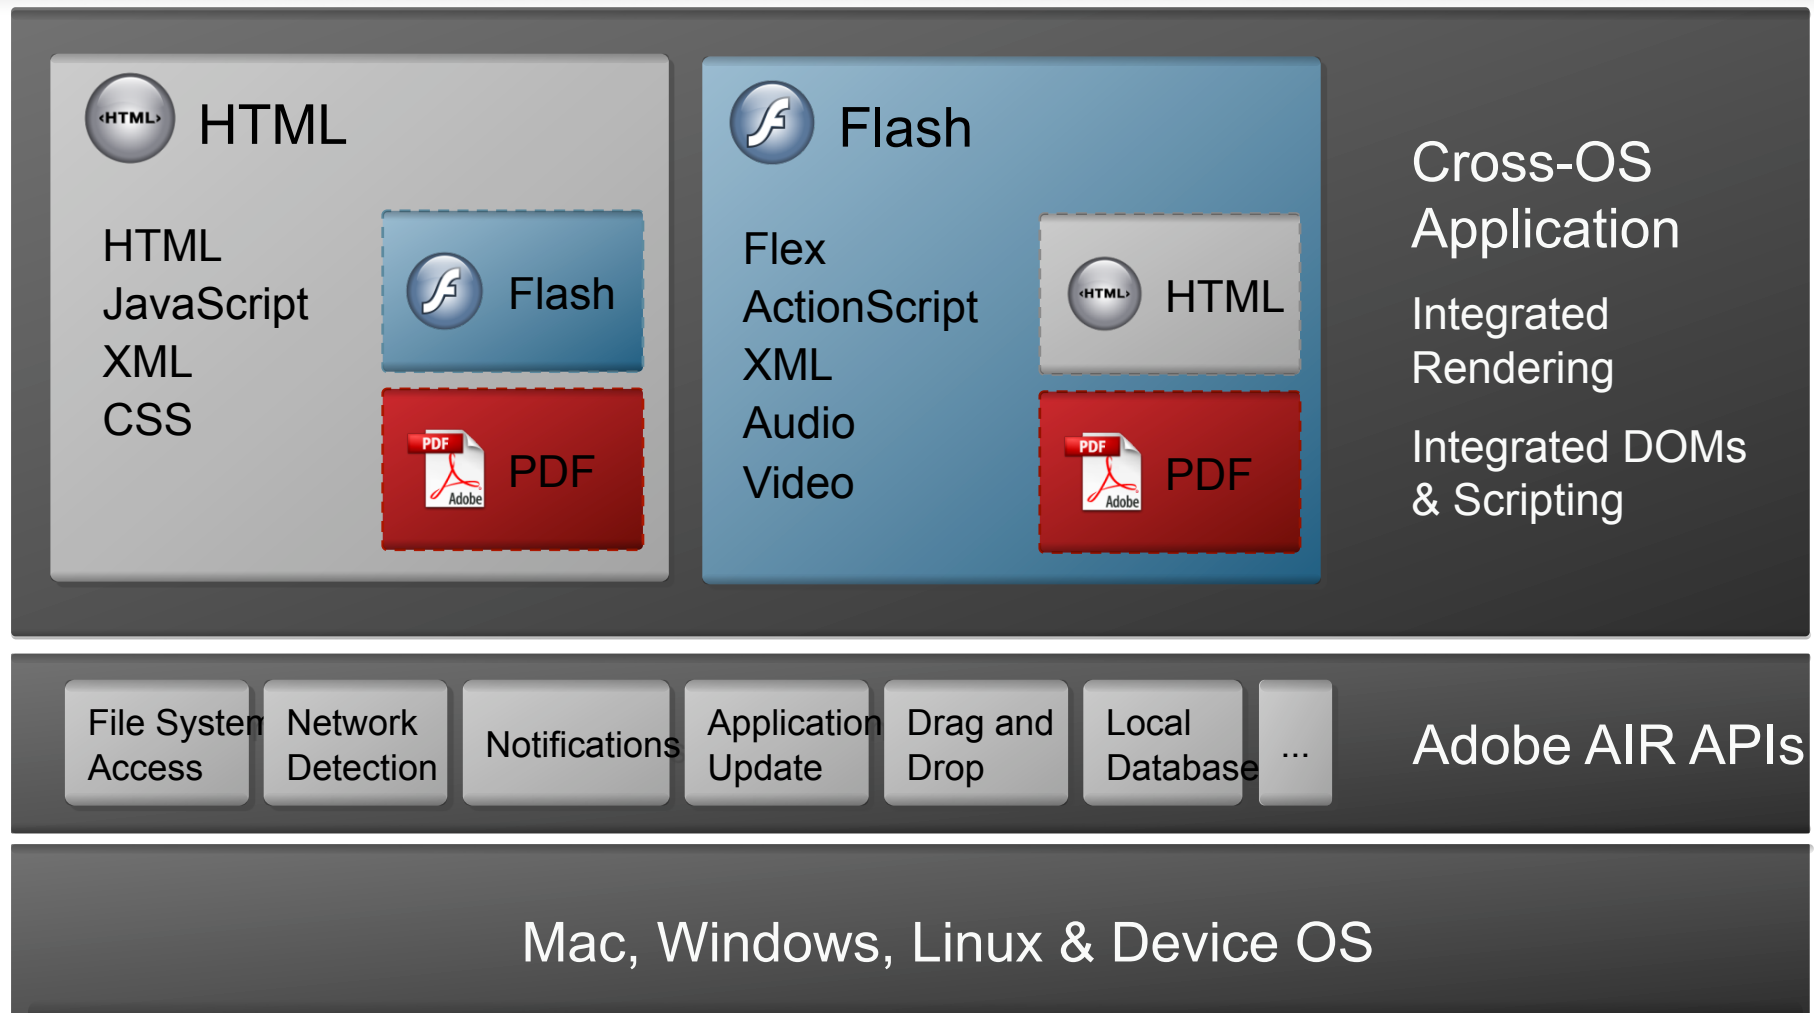 <HTML>
HTML
HTML
JavaScript
XML
CSS
Flash
PDF
Adobe
PDF
Flash
Flex
ActionScript
XML
Audio
Video
<HTML>
HTML
PDF
Adobe
PDF
Cross-OS
Application
Integrated
Rendering
Integrated DOMs
& Scripting
File System
Access
Network
Detection
Notifications
Application
Update
Drag and
Drop
Local
Database
...
Adobe AIR APIs
Mac, Windows, Linux & Device OS